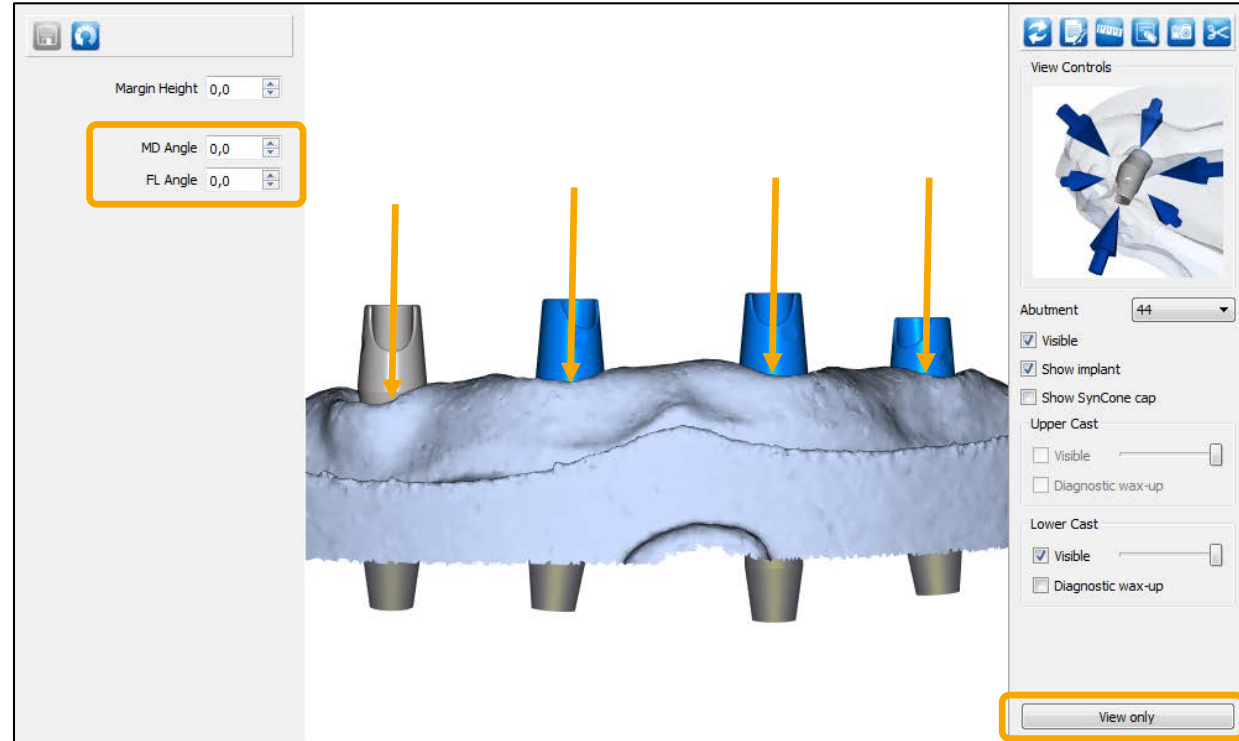 Margin Height 0,0
MD Angle 0,0
FL Angle 0,0
View Controls
Abutment 44
Visible
Show implant
Show SynCone cap
Upper Cast
Visible
Diagnostic wax-up
Lower Cast
Visible
Diagnostic wax-up
View only